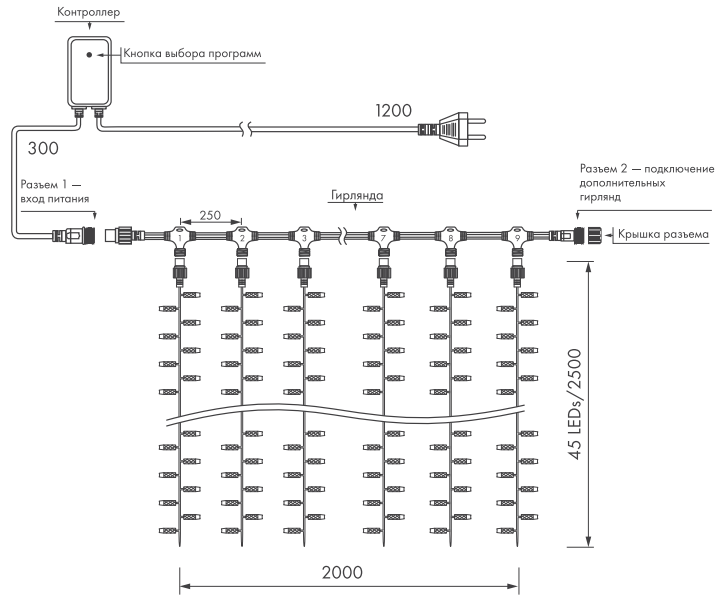 Контроллер
Кнопка выбора программ
1200
300
Разъем 1 —
вход питания
Разъем 2 — подключение
дополнительных
гирлянд
Гирлянда
250
Крышка разъема
1
2
3
7
8
9
45 LEDs/2500
2000